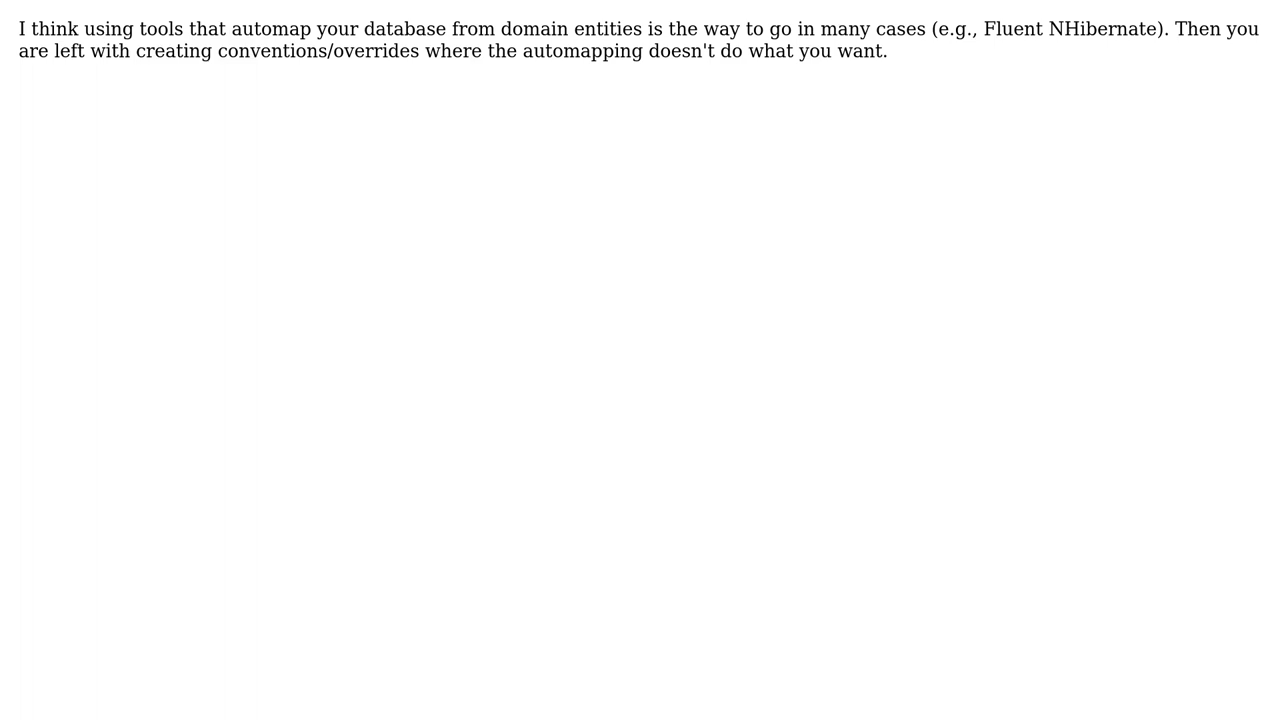 I think using tools that automap your database from domain entities is the way to go in many cases (e.g., Fluent NHibernate). Then you
are left with creating conventions/overrides where the automapping doesn't do what you want.